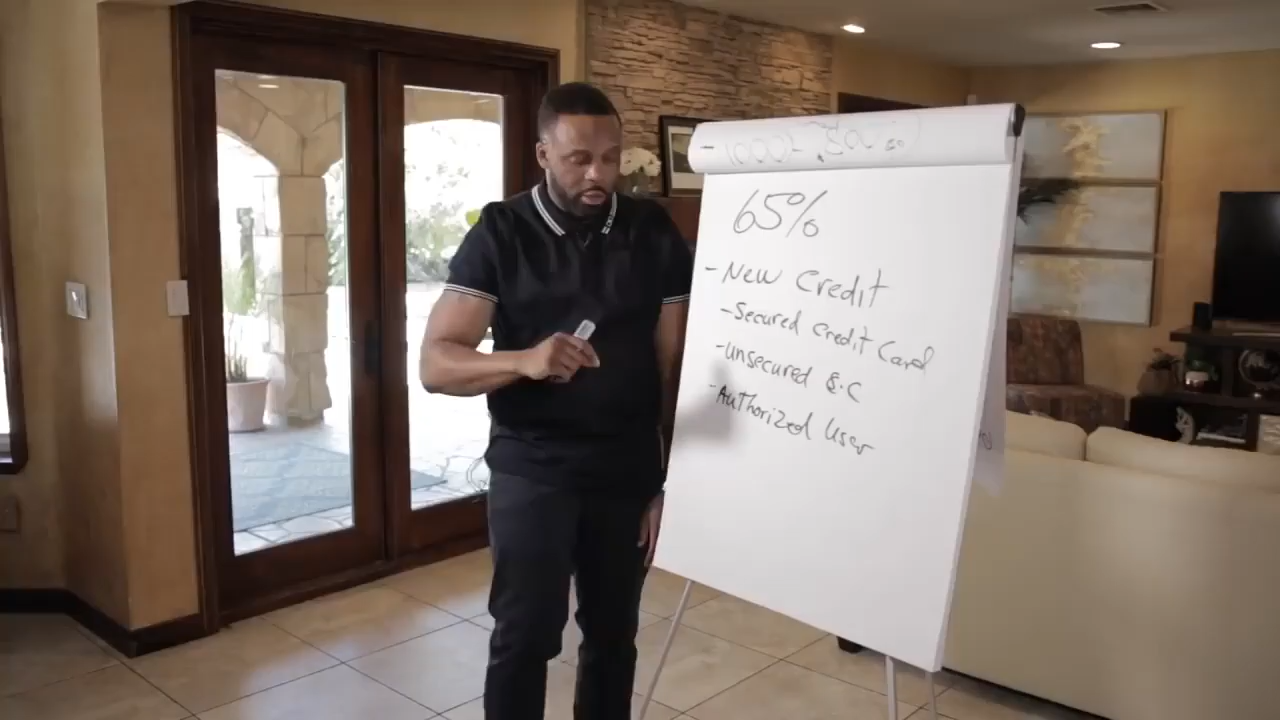 65%
- New Credit
- Secured Credit Card
- Unsecured C.C
- Authorized User